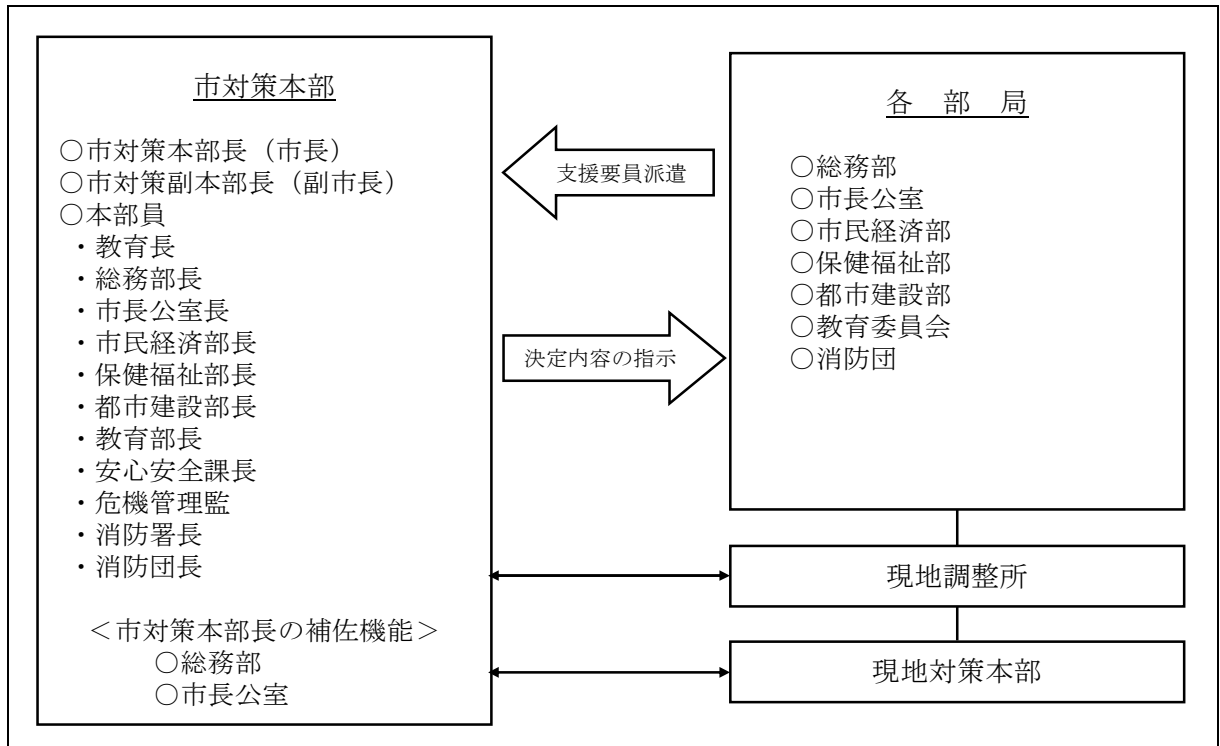 市対策本部
○市対策本部長（市長）
○市対策副本部長（副市長）
○本部員
・教育長
・総務部長
・市長公室長
・市民経済部長
・保健福祉部長
・都市建設部長
・教育部長
・安心安全課長
・危機管理監
・消防署長
・消防団長
＜市対策本部長の補佐機能＞
○総務部
○市長公室
支援要員派遣
決定内容の指示
各　部　局
○総務部
○市長公室
○市民経済部
○保健福祉部
○都市建設部
○教育委員会
○消防団
現地調整所
現地対策本部